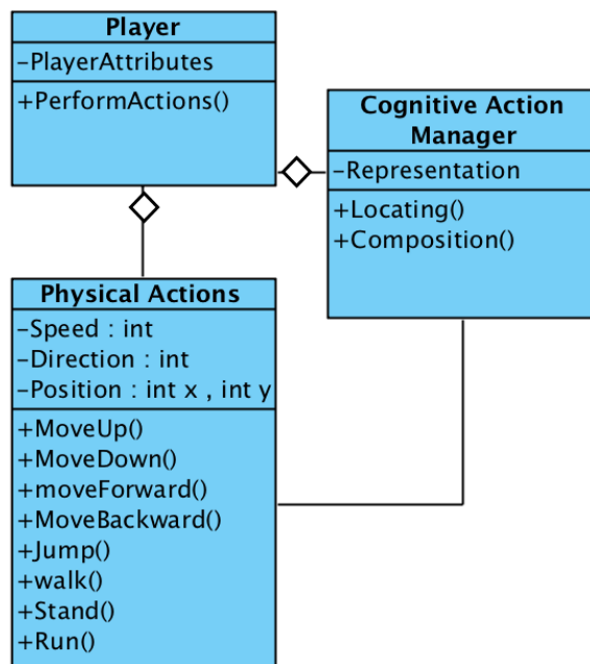 Player
-PlayerAttributes
+PerformActions()
Cognitive Action
Manager
-Representation
+Locating()
+Composition()
Physical Actions
-Speed : int
-Direction : int
-Position : int x , int y
+MoveUp()
+MoveDown()
+moveForward()
+MoveBackward()
+Jump()
+walk()
+Stand()
+Run()